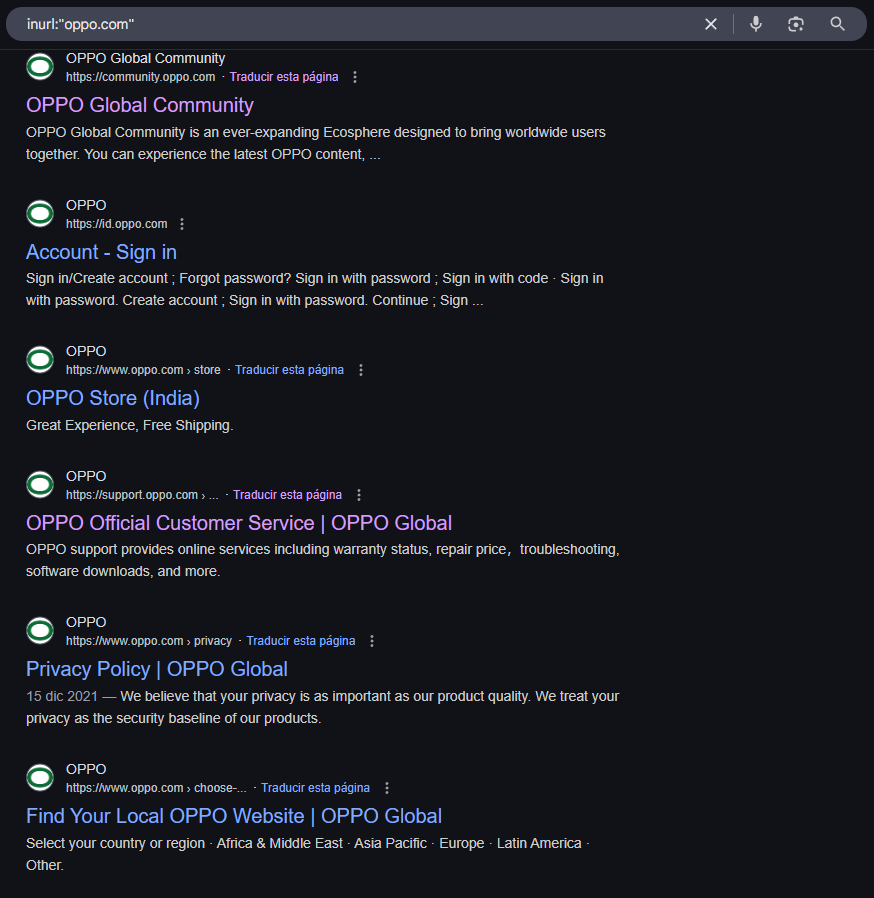 inurl:"oppo.com"
OPPO Global Community
https://community.oppo.com · Traducir esta página
OPPO Global Community
OPPO Global Community is an ever-expanding Ecosphere designed to bring worldwide users
together. You can experience the latest OPPO content, ...
OPPO
https://id.oppo.com
Account - Sign in
Sign in/Create account ; Forgot password? Sign in with password ; Sign in with code · Sign in
with password. Create account ; Sign in with password. Continue ; Sign ...
OPPO
https://www.oppo.com › store · Traducir esta página
OPPO Store (India)
Great Experience, Free Shipping.
OPPO
https://support.oppo.com › ... · Traducir esta página
OPPO Official Customer Service | OPPO Global
OPPO support provides online services including warranty status, repair price，troubleshooting,
software downloads, and more.
OPPO
https://www.oppo.com › privacy · Traducir esta página
Privacy Policy | OPPO Global
15 dic 2021 — We believe that your privacy is as important as our product quality. We treat your
privacy as the security baseline of our products.
OPPO
https://www.oppo.com › choose-... · Traducir esta página
Find Your Local OPPO Website | OPPO Global
Select your country or region · Africa & Middle East · Asia Pacific · Europe · Latin America ·
Other.